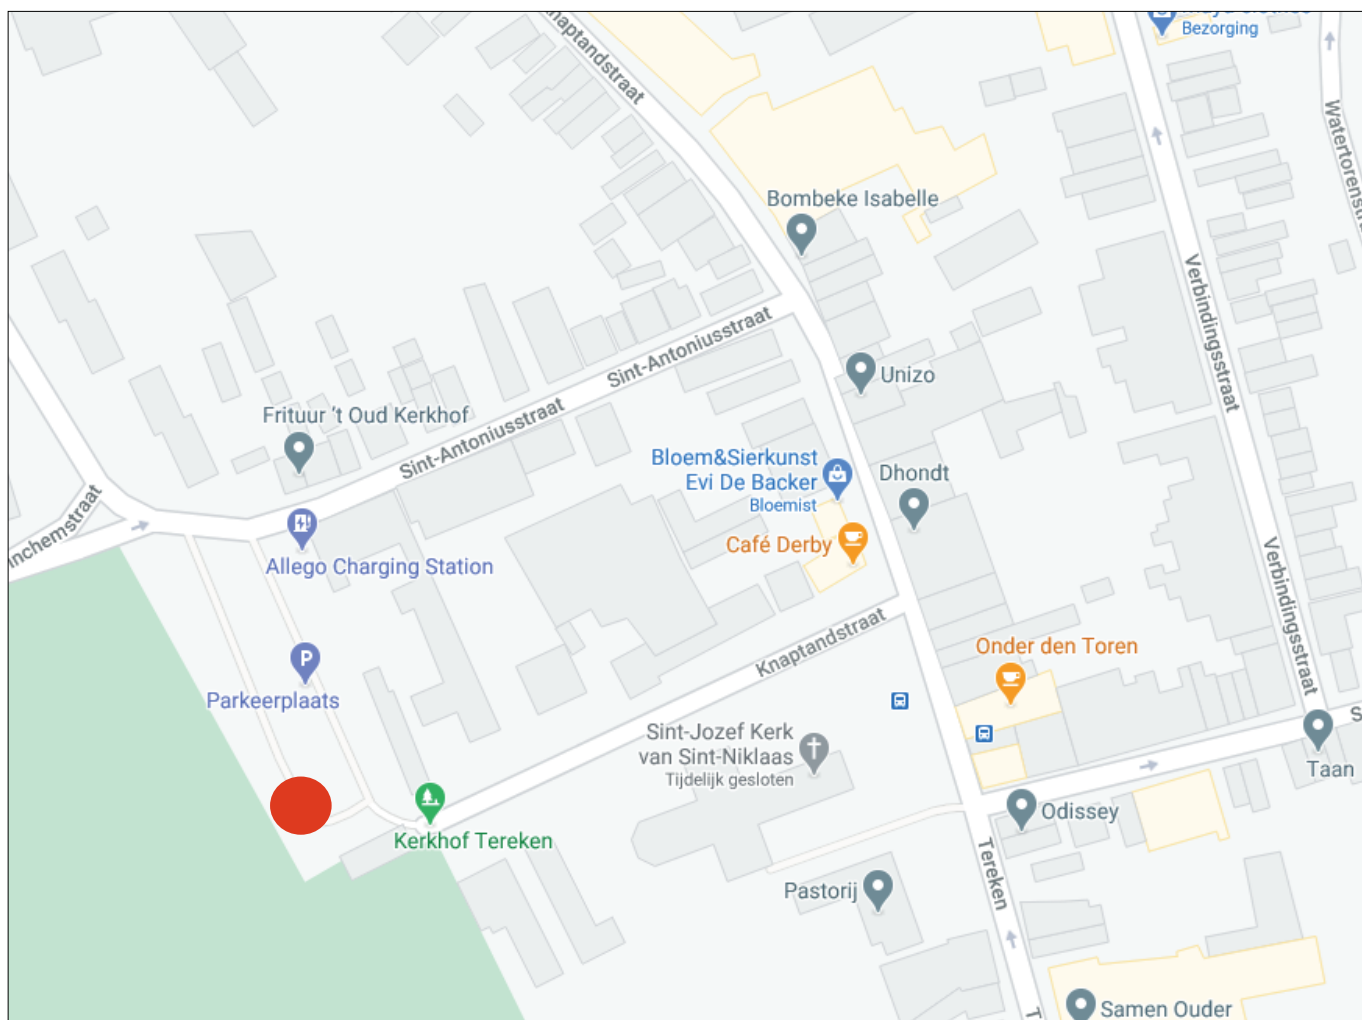 Bezorging
Knaptandstraat
Watertorenstra
Bombeke Isabelle
Verbindingsstraat
Sint-Antoniusstraat
Unizo
Frituur 't Oud Kerkhof
Sint-Antoniusstraat
Bloem&Sierkunst
Evi De Backer
Bloemist
Dhondt
inchemstraat
Allego Charging Station
Café Derby
Verbindingsstraat
Knaptandstraat
Onder den Toren
P
Parkeerplaats
Sint-Jozef Kerk
van Sint-Niklaas
Tijdelijk gesloten
S
Taan
Odissey
Kerkhof Tereken
Tereken
Pastorij
Samen Ouder
T